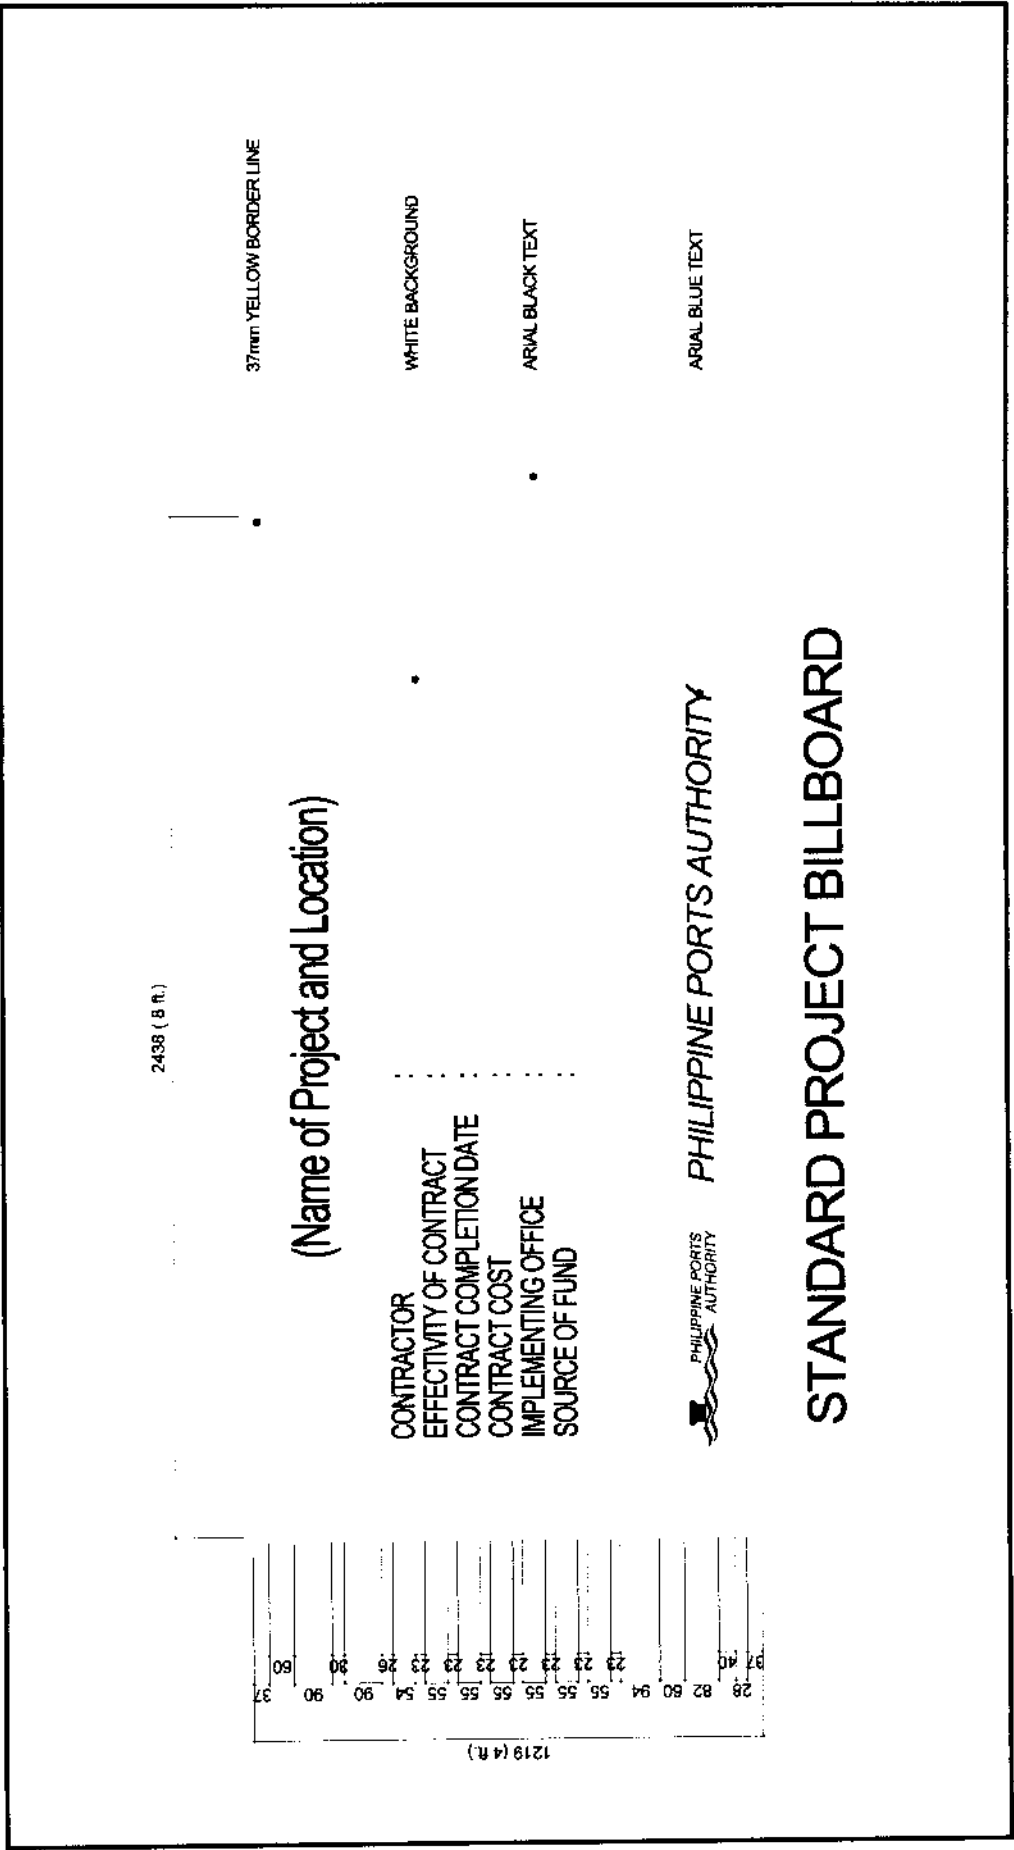 2438 ( 8 ft.)
37mm YELLOW BORDER LINE
(Name of Project and Location)
WHITE BACKGROUND
CONTRACTOR
EFFECTIVITY OF CONTRACT
CONTRACT COMPLETION DATE
CONTRACT COST
IMPLEMENTING OFFICE
SOURCE OF FUND
ARIAL BLACK TEXT
PHILIPPINE PORTS
AUTHORITY
PHILIPPINE PORTS AUTHORITY
ARIAL BLUE TEXT
STANDARD PROJECT BILLBOARD
1219 (4 ft.)
37
60
90
30
90
26
54
23
55
23
55
23
55
23
55
23
55
23
55
23
94
60
82
40
28
37